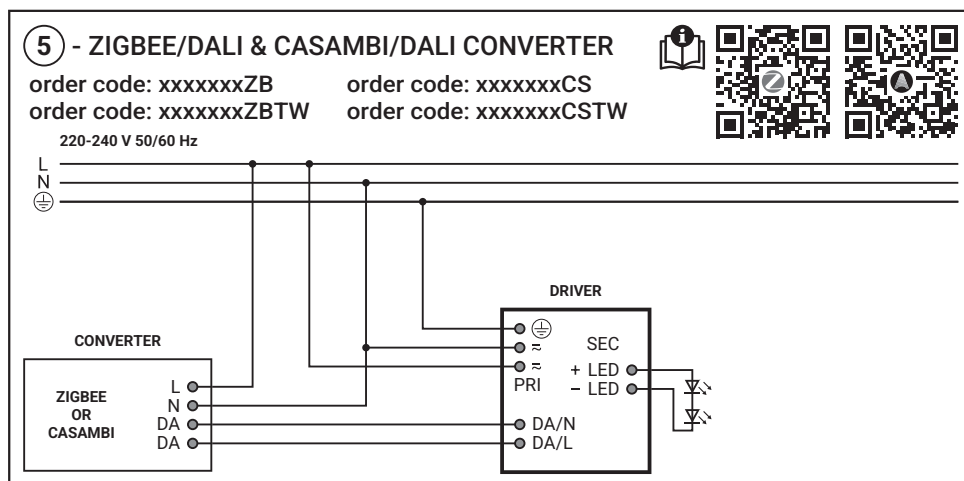 5 - ZIGBEE/DALI & CASAMBI/DALI CONVERTER
order code: xxxxxxxZB
order code: xxxxxxxCS
order code: xxxxxxxZBTW
order code: xxxxxxxCSTW
220-240 V 50/60 Hz
L
N
DRIVER
CONVERTER
SEC
PRI
+ LED
− LED
DA/N
DA/L
L
N
DA
DA
ZIGBEE
OR
CASAMBI